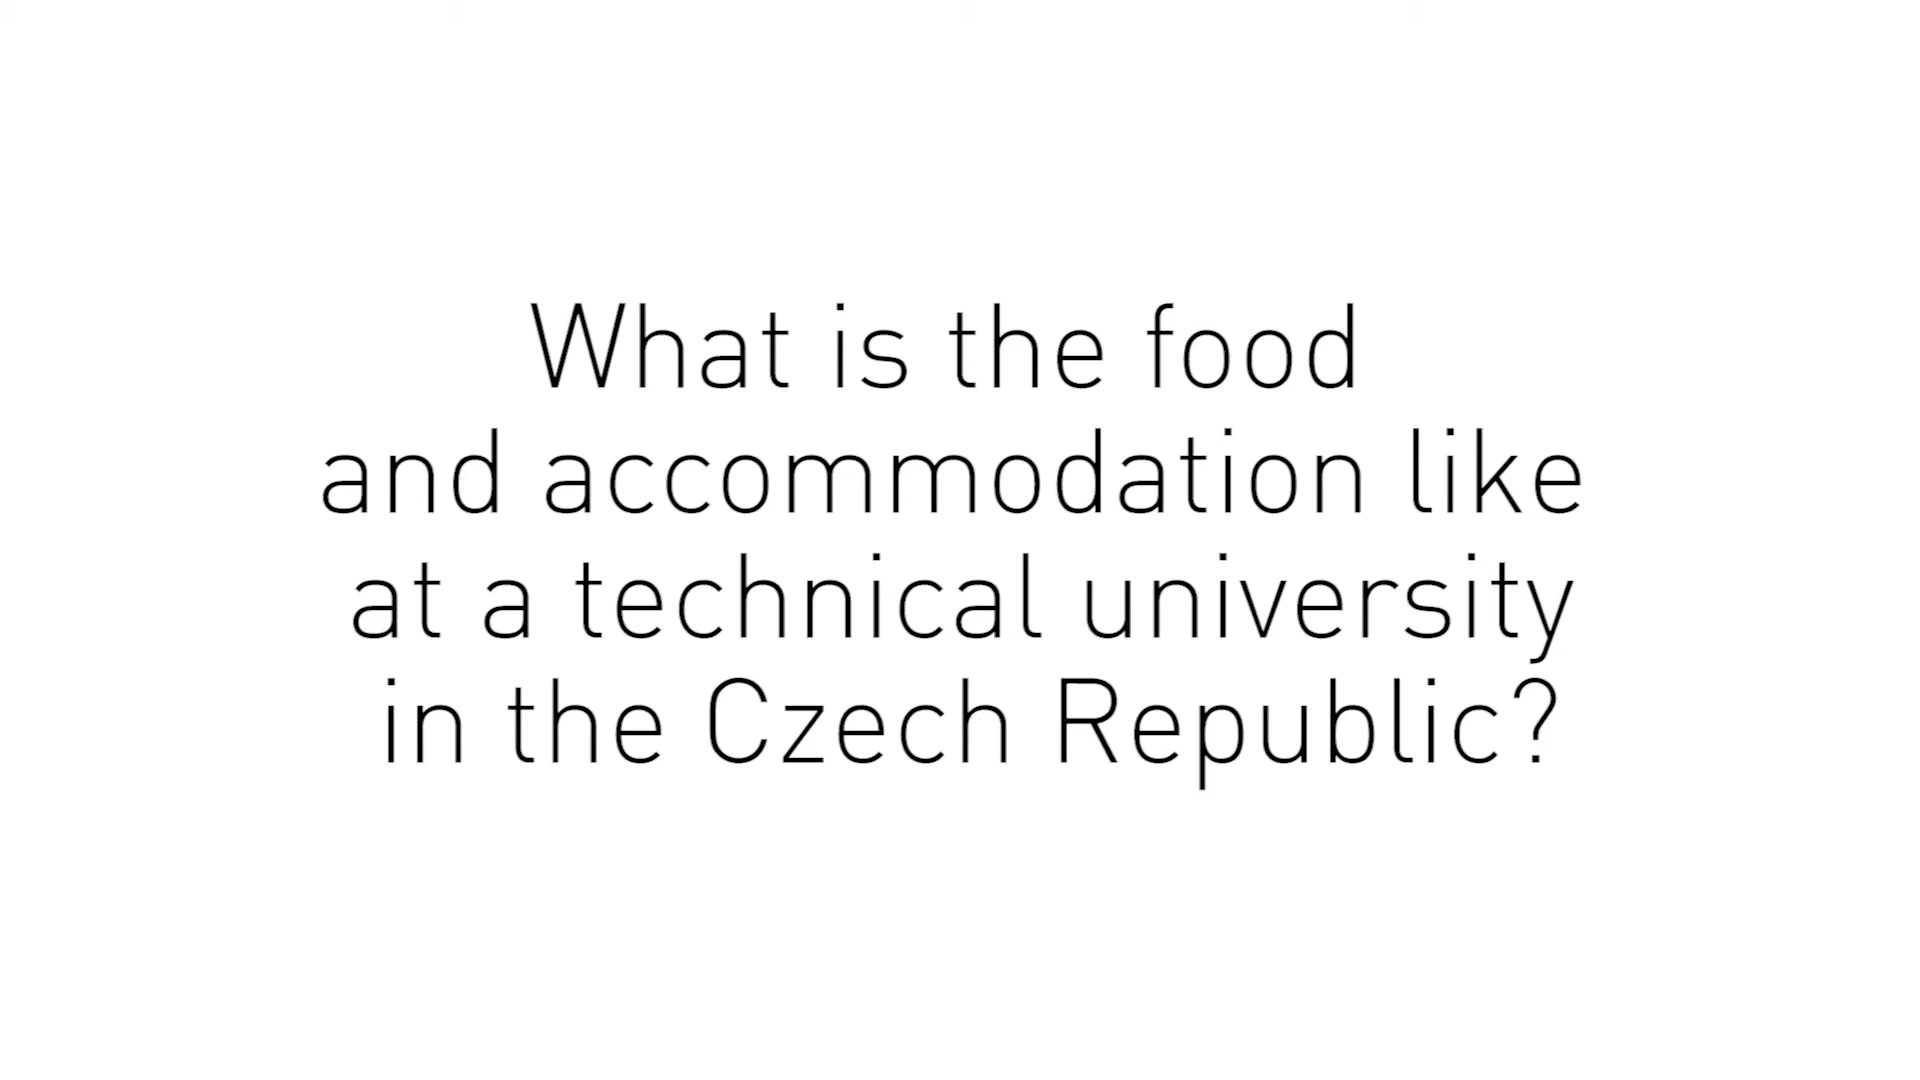 What is the food
and accommodation like
at a technical university
in the Czech Republic?